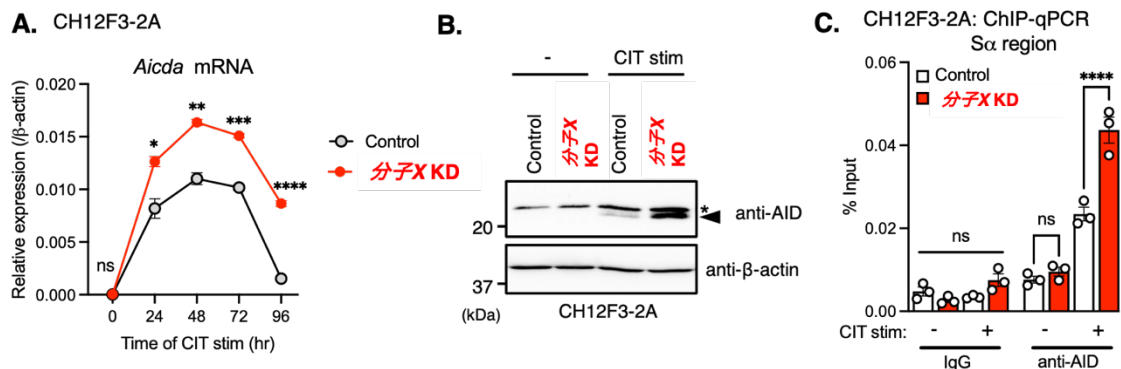 A. CH12F3-2A
Aicda mRNA
Relative expression (/β-actin)
0.020
0.015
0.010
0.005
0.000
ns
*
**
***
****
0 24 48 72 96
Time of CIT stim (hr)
Control
分子X KD
B.
- CIT stim
Control
分子X
KD
Control
分子X
KD
*
anti-AID
20
anti-β-actin
37
(kDa)
CH12F3-2A
C. CH12F3-2A: ChIP-qPCR
Sα region
Control
分子X KD
% Input
0.06
0.04
0.02
0.00
ns
ns
****
CIT stim: - + - +
IgG anti-AID